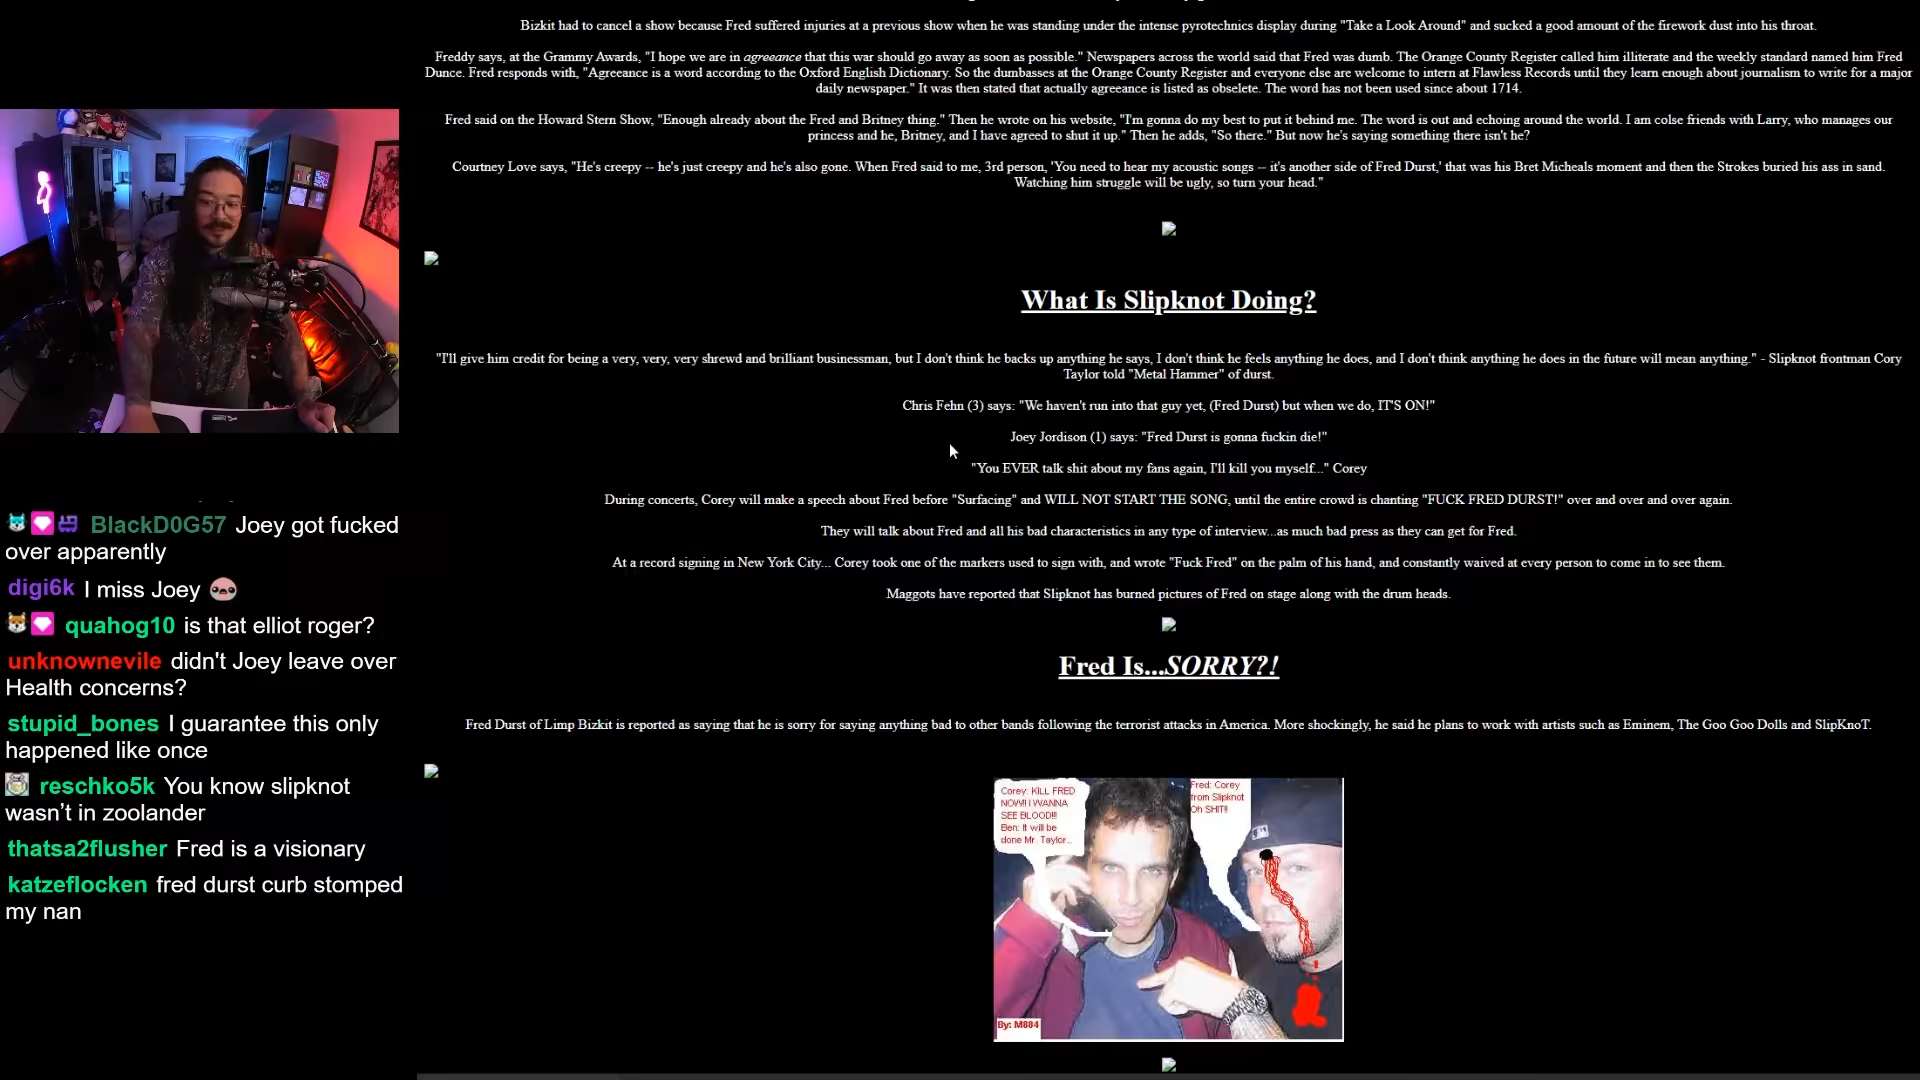 Bizkit had to cancel a show because Fred suffered injuries at a previous show when he was standing under the intense pyrotechnics display during "Take a Look Around" and sucked a good amount of the firework dust into his throat.
Freddy says, at the Grammy Awards, "I hope we are in agreeance that this war should go away as soon as possible." Newspapers across the world said that Fred was dumb. The Orange County Register called him illiterate and the weekly standard named him Fred
Dunce. Fred responds with, "Agreeance is a word according to the Oxford English Dictionary. So the dumbasses at the Orange County Register and everyone else are welcome to intern at Flawless Records until they learn enough about journalism to write for a major
daily newspaper." It was then stated that actually agreeance is listed as obselete. The word has not been used since about 1714.
Fred said on the Howard Stern Show, "Enough already about the Fred and Britney thing." Then he wrote on his website, "I'm gonna do my best to put it behind me. The word is out and echoing around the world. I am colse friends with Larry, who manages our
princess and he, Britney, and I have agreed to shut it up." Then he adds, "So there." But now he's saying something there isn't he?
Courtney Love says, "He's creepy -- he's just creepy and he's also gone. When Fred said to me, 3rd person, 'You need to hear my acoustic songs -- it's another side of Fred Durst,' that was his Bret Micheals moment and then the Strokes buried his ass in sand.
Watching him struggle will be ugly, so turn your head."
What Is Slipknot Doing?
"I'll give him credit for being a very, very, very shrewd and brilliant businessman, but I don't think he backs up anything he says, I don't think he feels anything he does, and I don't think anything he does in the future will mean anything." - Slipknot frontman Cory
Taylor told "Metal Hammer" of durst.
Chris Fehn (3) says: "We haven't run into that guy yet, (Fred Durst) but when we do, IT'S ON!"
Joey Jordison (1) says: "Fred Durst is gonna fuckin die!"
"You EVER talk shit about my fans again, I'll kill you myself..." Corey
During concerts, Corey will make a speech about Fred before "Surfacing" and WILL NOT START THE SONG, until the entire crowd is chanting "FUCK FRED DURST!" over and over and over again.
They will talk about Fred and all his bad characteristics in any type of interview...as much bad press as they can get for Fred.
At a record signing in New York City... Corey took one of the markers used to sign with, and wrote "Fuck Fred" on the palm of his hand, and constantly waived at every person to come in to see them.
Maggots have reported that Slipknot has burned pictures of Fred on stage along with the drum heads.
Fred Is...SORRY?!
Fred Durst of Limp Bizkit is reported as saying that he is sorry for saying anything bad to other bands following the terrorist attacks in America. More shockingly, he said he plans to work with artists such as Eminem, The Goo Goo Dolls and SlipKnoT.
Corey: KILL FRED
NOW!! I WANNA
SEE BLOOD!!!
Ben: It will be
done Mr. Taylor...
Fred: Corey
from Slipknot
Oh SHIT!!
By: M884
BlackD0G57 Joey got fucked
over apparently
digi6k I miss Joey
quahog10 is that elliot roger?
unknownevile didn't Joey leave over
Health concerns?
stupid_bones I guarantee this only
happened like once
reschko5k You know slipknot
wasn't in zoolander
thatsa2flusher Fred is a visionary
katzeflocken fred durst curb stomped
my nan